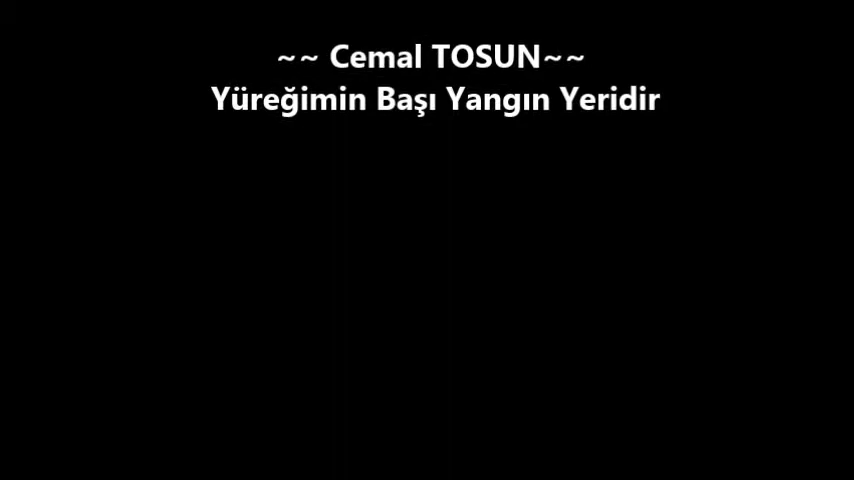 ~~ Cemal TOSUN~~
Yüreğimin Başı Yangın Yeridir